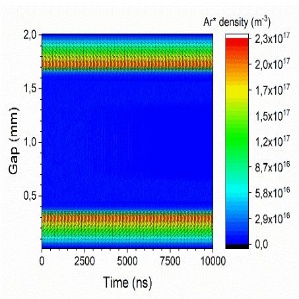 Ar* density (m⁻³)
2,0
1,5
1,0
0,5
Gap (mm)
0 2500 5000 7500 10000
Time (ns)
2,3x10¹⁷
2,0x10¹⁷
1,7x10¹⁷
1,5x10¹⁷
1,2x10¹⁷
8,7x10¹⁶
5,8x10¹⁶
2,9x10¹⁶
0,0